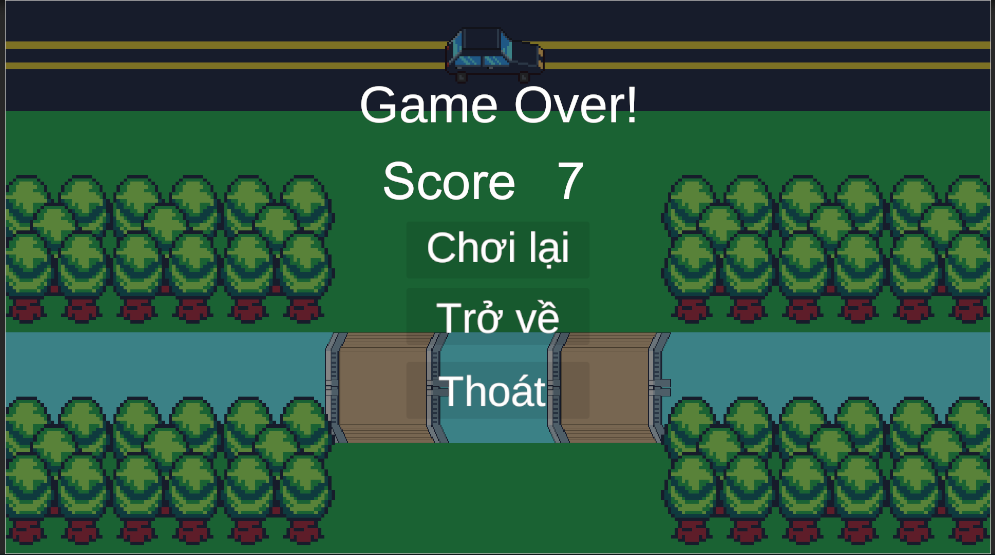 Game Over!
Score 7
Chơi lại
Trở về
Thoát